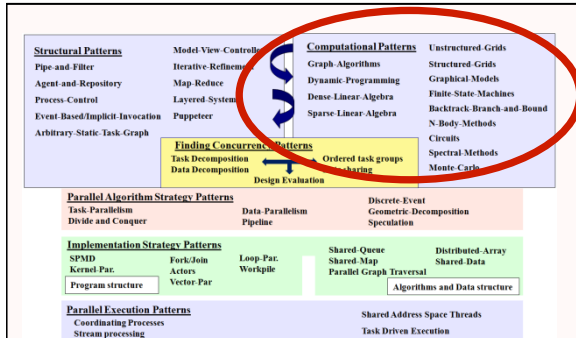 Structural Patterns
Pipe-and-Filter
Agent-and-Repository
Process-Control
Event-Based/Implicit-Invocation
Arbitrary-Static-Task-Graph
Model-View-Controller
Iterative-Refinement
Map-Reduce
Layered-Systems
Puppeteer
Computational Patterns
Graph-Algorithms
Dynamic-Programming
Dense-Linear-Algebra
Sparse-Linear-Algebra
Unstructured-Grids
Structured-Grids
Graphical-Models
Finite-State-Machines
Backtrack-Branch-and-Bound
N-Body-Methods
Circuits
Spectral-Methods
Monte-Carlo
Finding Concurrency Patterns
Task Decomposition
Data Decomposition
Ordered task groups
sharing
Design Evaluation
Parallel Algorithm Strategy Patterns
Task-Parallelism
Divide and Conquer
Data-Parallelism
Pipeline
Discrete-Event
Geometric-Decomposition
Speculation
Implementation Strategy Patterns
SPMD
Kernel-Par.
Program structure
Fork/Join
Actors
Vector-Par
Loop-Par.
Workpile
Shared-Queue
Shared-Map
Parallel Graph Traversal
Distributed-Array
Shared-Data
Algorithms and Data structure
Parallel Execution Patterns
Coordinating Processes
Stream processing
Shared Address Space Threads
Task Driven Execution